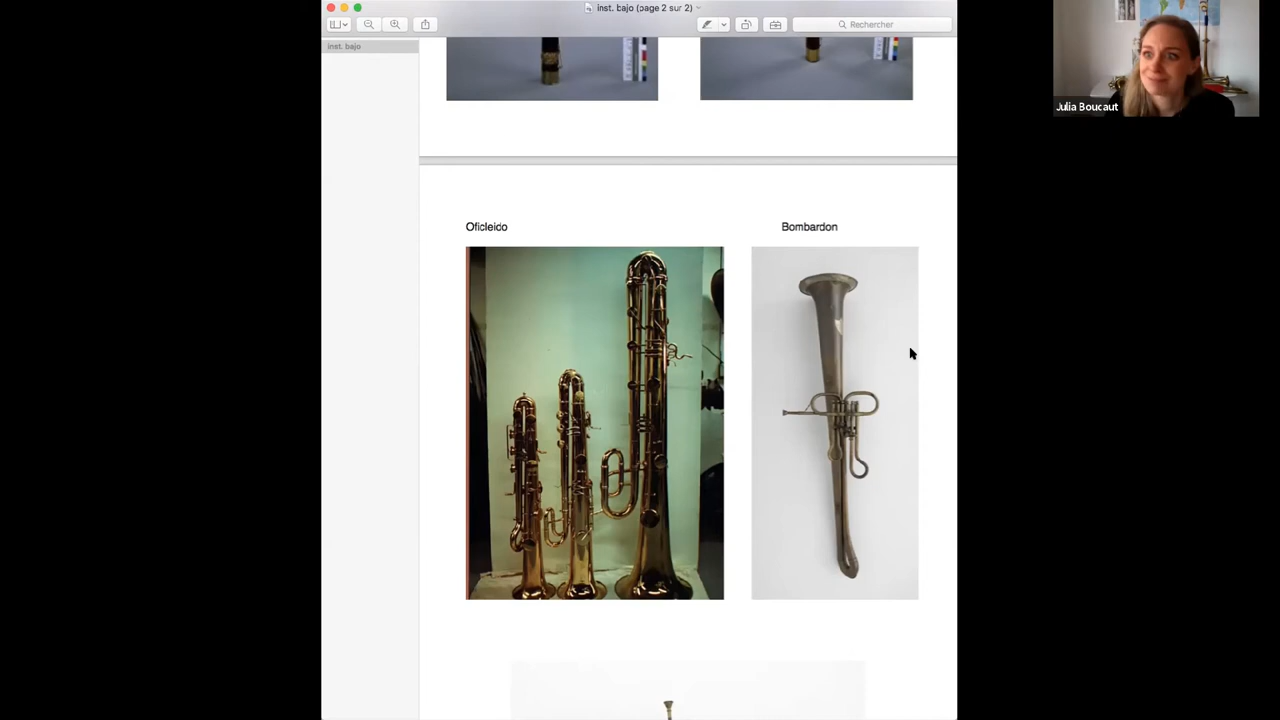 inst. bajo (page 2 sur 2)
Rechercher
inst. bajo
Julia Boucaut
Oficleido
Bombardon